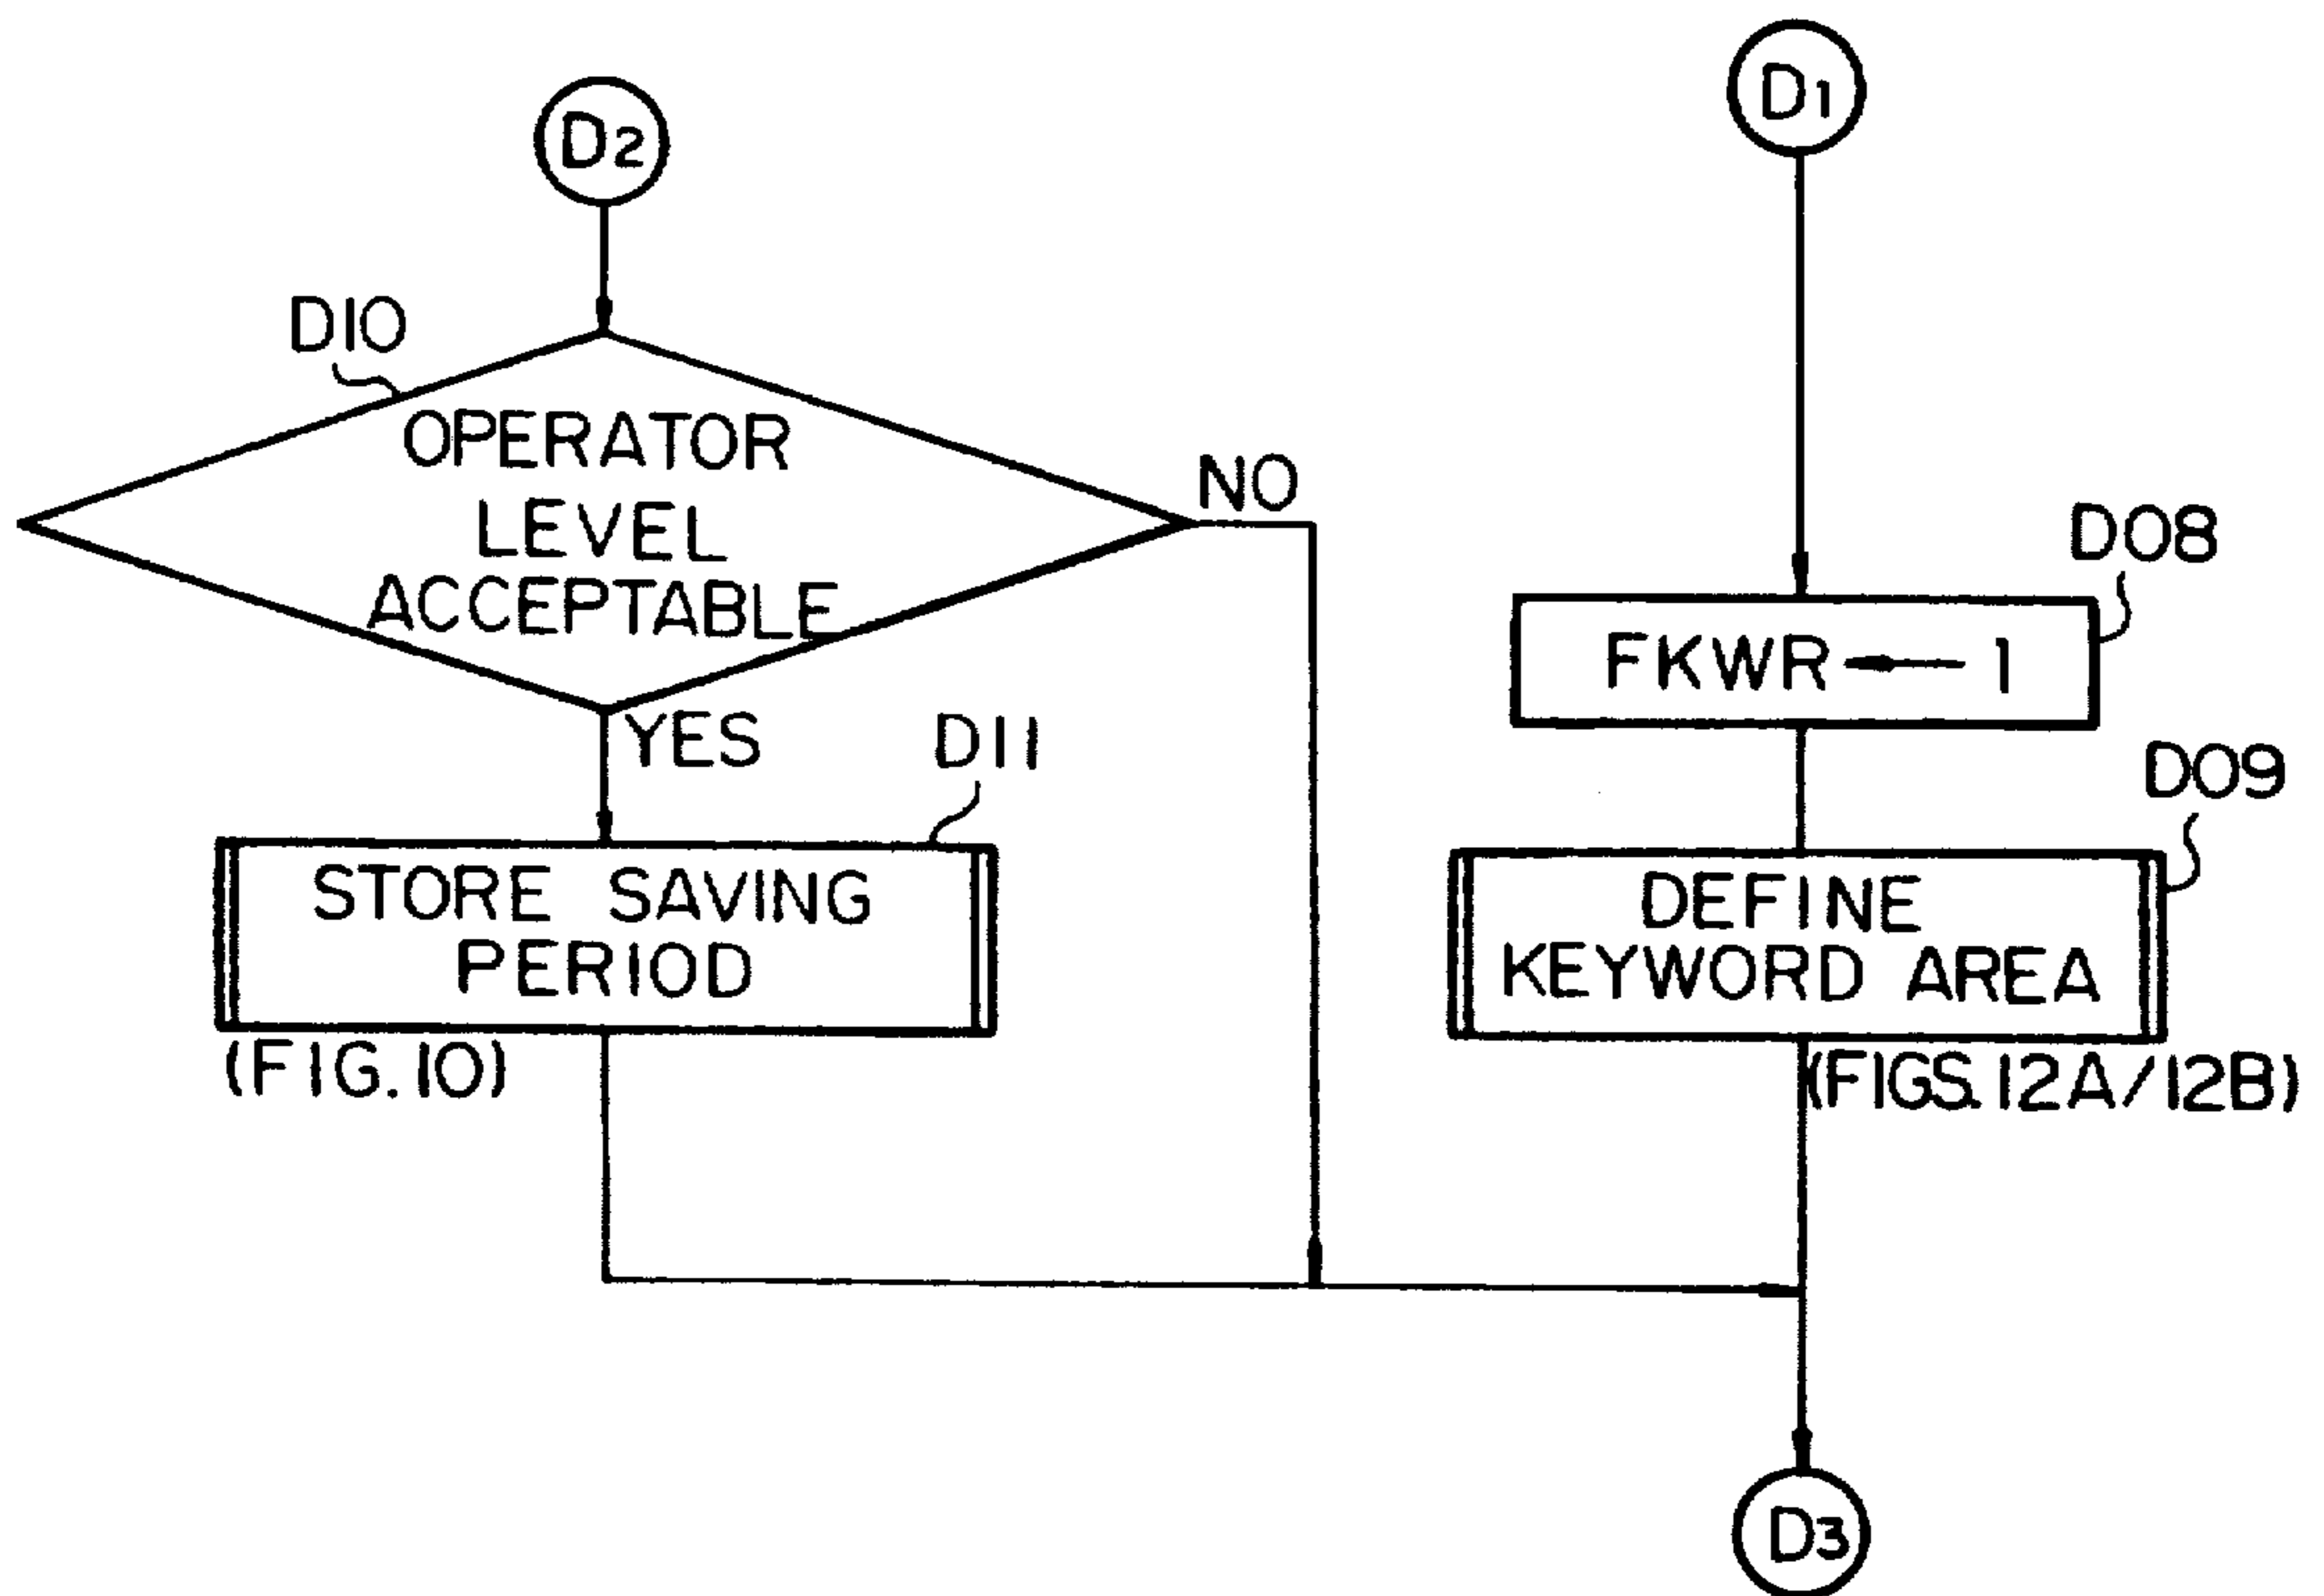 D1
D2
D10
OPERATOR
LEVEL
ACCEPTABLE
NO
YES
D08
FKWR ← 1
D11
D09
STORE SAVING
PERIOD
(FIG. 10)
DEFINE
KEYWORD AREA
(FIGS. 12A/12B)
D3